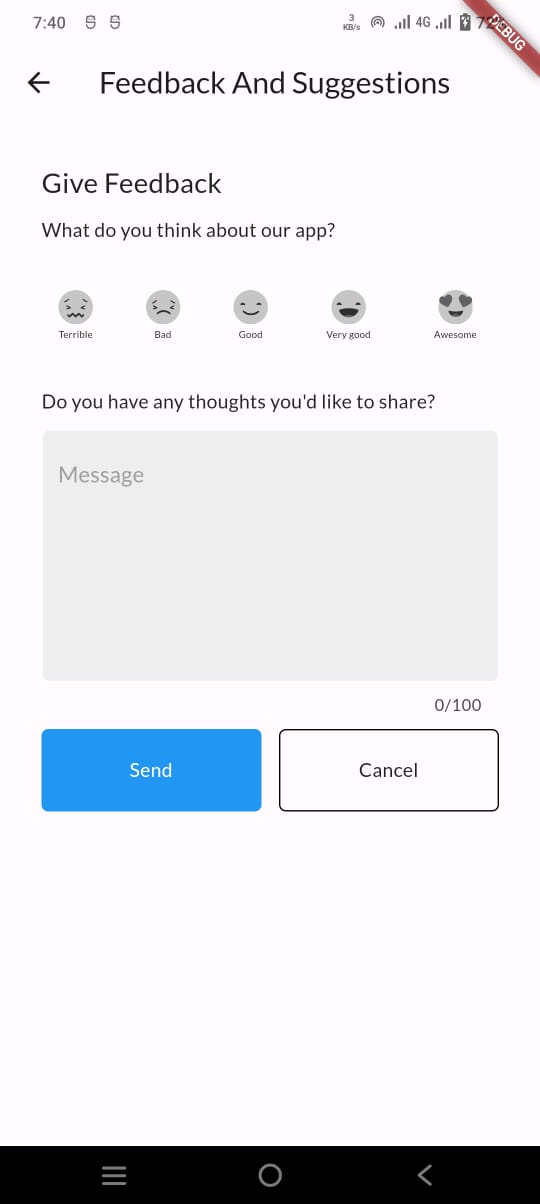 7:40 3 KB/s 4G 72%
DEBUG
Feedback And Suggestions
Give Feedback
What do you think about our app?
Terrible Bad Good Very good Awesome
Do you have any thoughts you'd like to share?
Message
0/100
Send Cancel